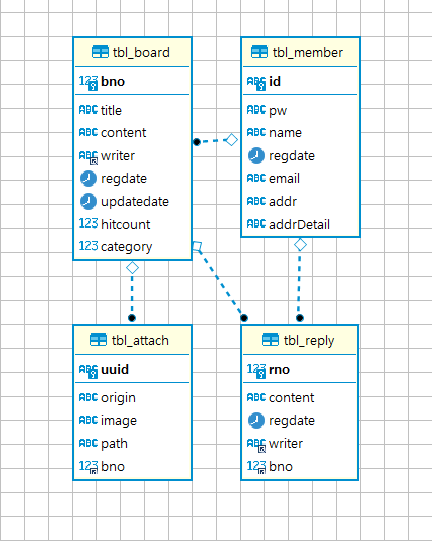 tbl_board
123 bno
ABC title
ABC content
ABC writer
regdate
updatedate
123 hitcount
123 category
tbl_member
ABC id
ABC pw
ABC name
regdate
ABC email
ABC addr
ABC addrDetail
tbl_attach
ABC uuid
ABC origin
ABC image
ABC path
123 bno
tbl_reply
123 rno
ABC content
regdate
ABC writer
123 bno